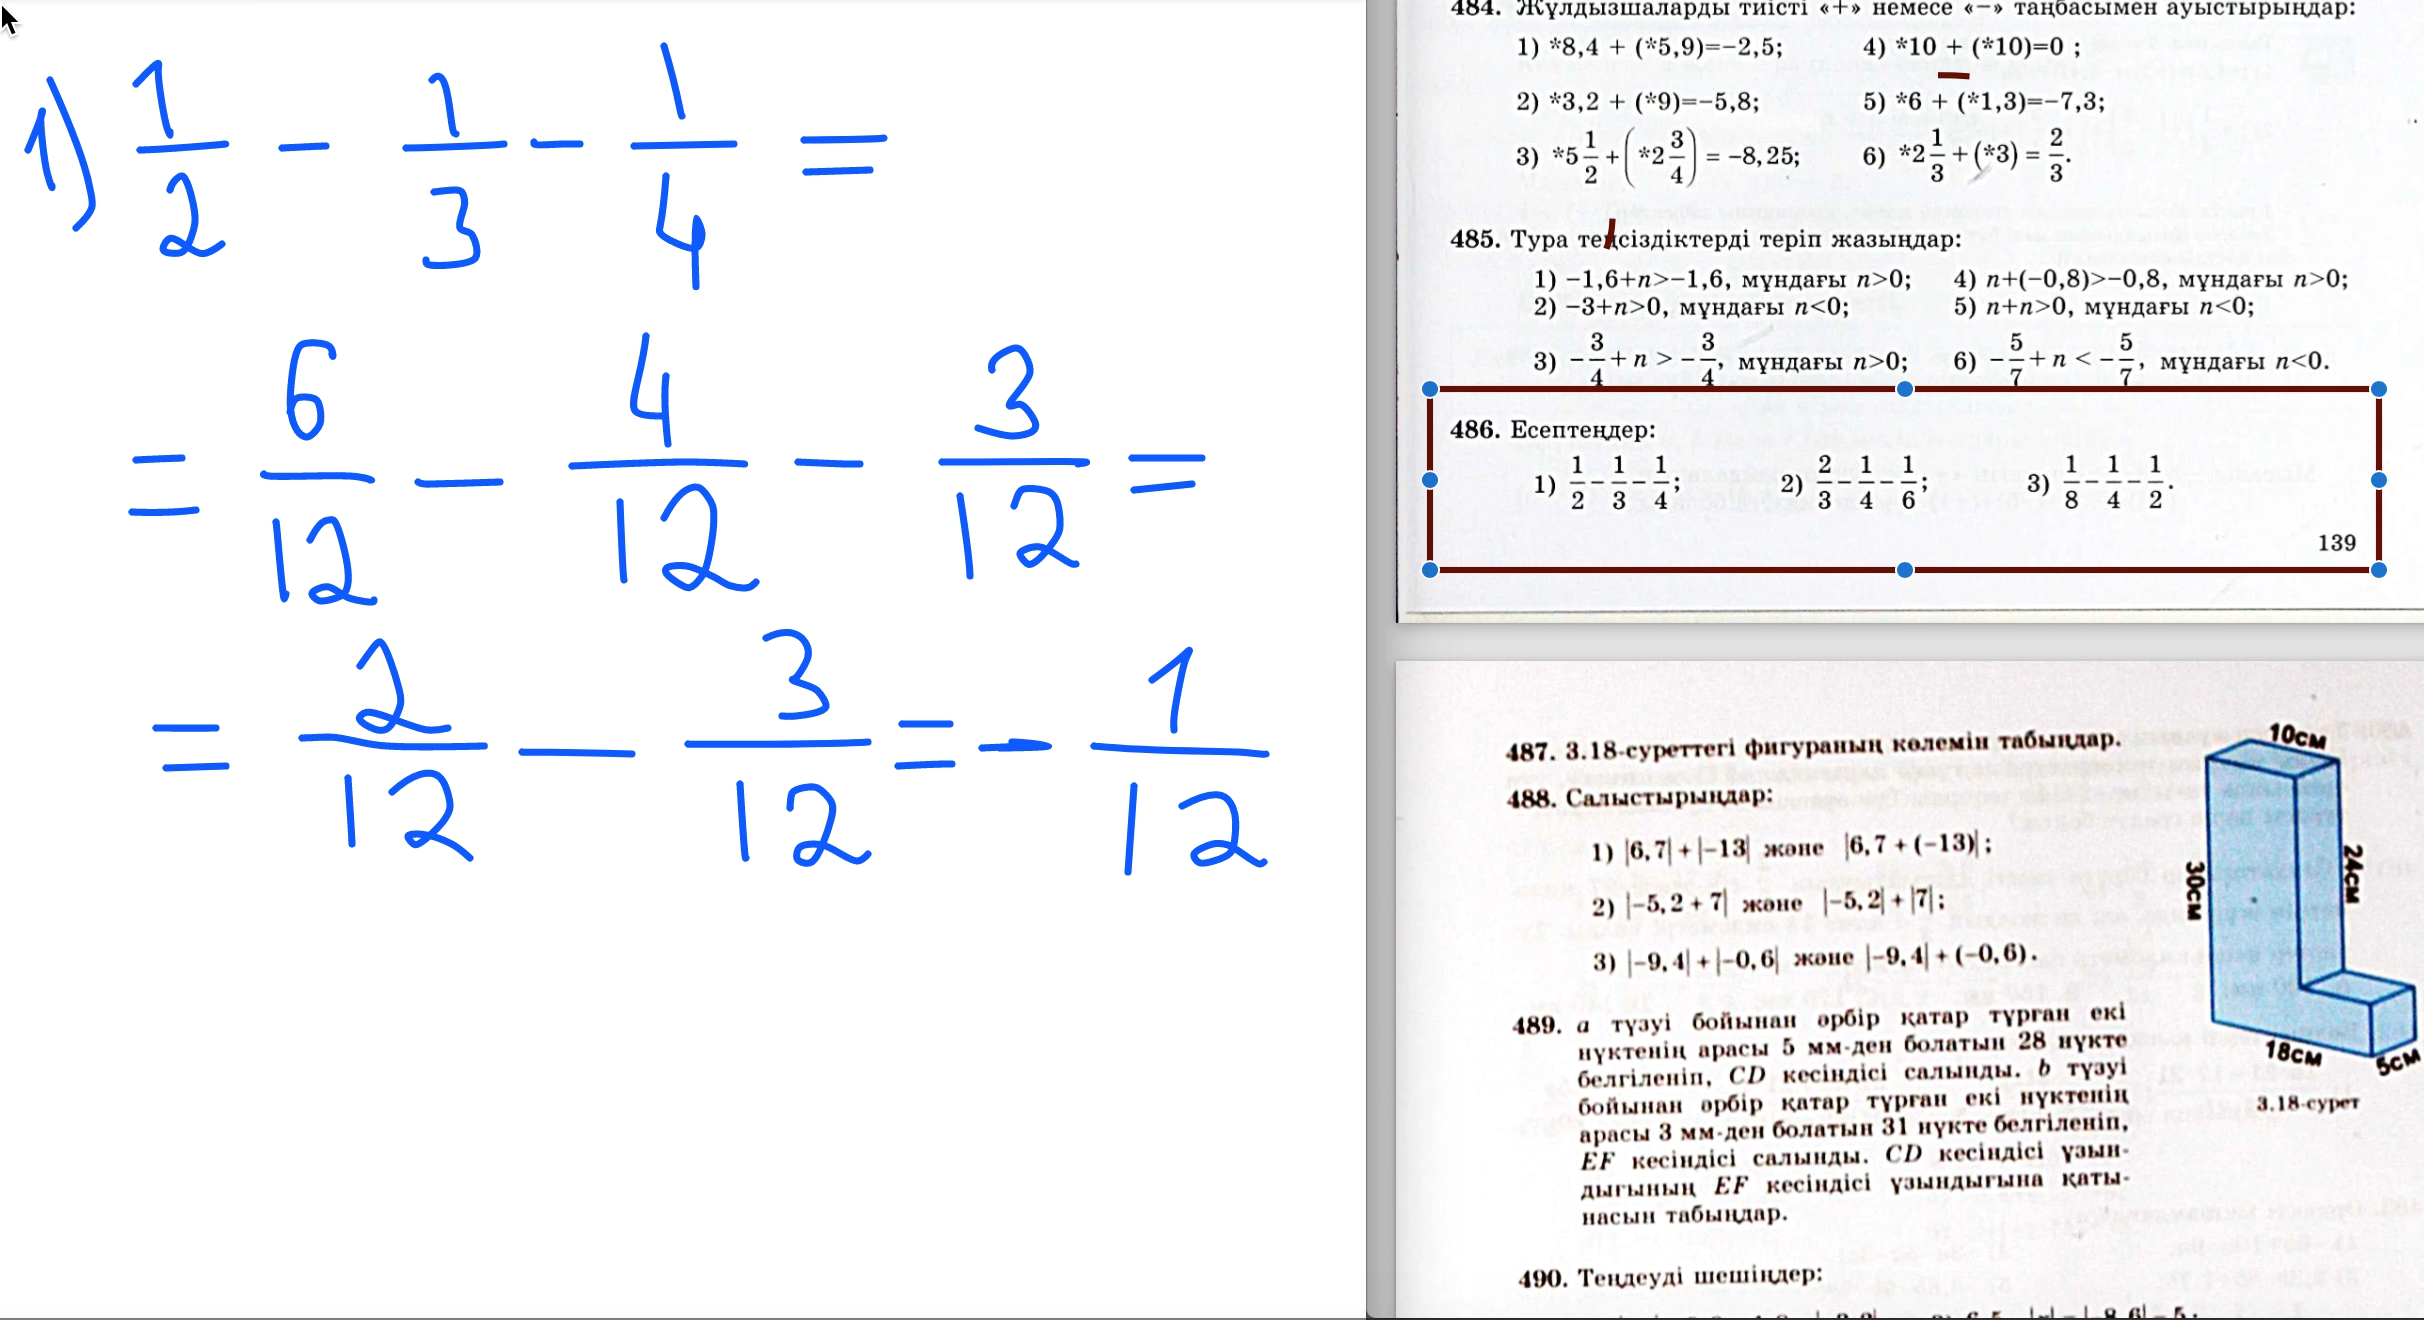 1) 1/2 − 1/3 − 1/4 =
= 6/12 − 4/12 − 3/12 =
= 2/12 − 3/12 = − 1/12
484. Жұлдызшаларды тиісті «+» немесе «−» таңбасымен ауыстырыңдар:
1) *8,4 + (*5,9)=−2,5; 4) *10 + (*10)=0 ;
2) *3,2 + (*9)=−5,8; 5) *6 + (*1,3)=−7,3;
3) *5 1/2 + (*2 3/4) = −8,25; 6) *2 1/3 + (*3) = 2/3.
485. Тура теңсіздіктерді теріп жазыңдар:
1) −1,6+n>−1,6, мұндағы n>0; 4) n+(−0,8)>−0,8, мұндағы n>0;
2) −3+n>0, мұндағы n<0; 5) n+n>0, мұндағы n<0;
3) −3/4 + n > −3/4, мұндағы n>0; 6) −5/7 + n < −5/7, мұндағы n<0.
486. Есептеңдер:
1) 1/2 − 1/3 − 1/4; 2) 2/3 − 1/4 − 1/6; 3) 1/8 − 1/4 − 1/2.
139
487. 3.18-суреттегі фигураның көлемін табыңдар.
488. Салыстырыңдар:
1) |6,7| + |−13| және |6,7 + (−13)| ;
2) |−5, 2 + 7| және |−5, 2| + |7| ;
3) |−9, 4| + |−0, 6| және |−9, 4| + (−0, 6) .
10см
30см
24см
18см
5см
3.18-сурет
489. a түзуі бойынан әрбір қатар тұрған екі
нүктенің арасы 5 мм-ден болатын 28 нүкте
белгіленіп, CD кесіндісі салынды. b түзуі
бойынан әрбір қатар тұрған екі нүктенің
арасы 3 мм-ден болатын 31 нүкте белгіленіп,
EF кесіндісі салынды. CD кесіндісі ұзын-
дығының EF кесіндісі ұзындығына қаты-
насын табыңдар.
490. Теңдеуді шешіңдер: